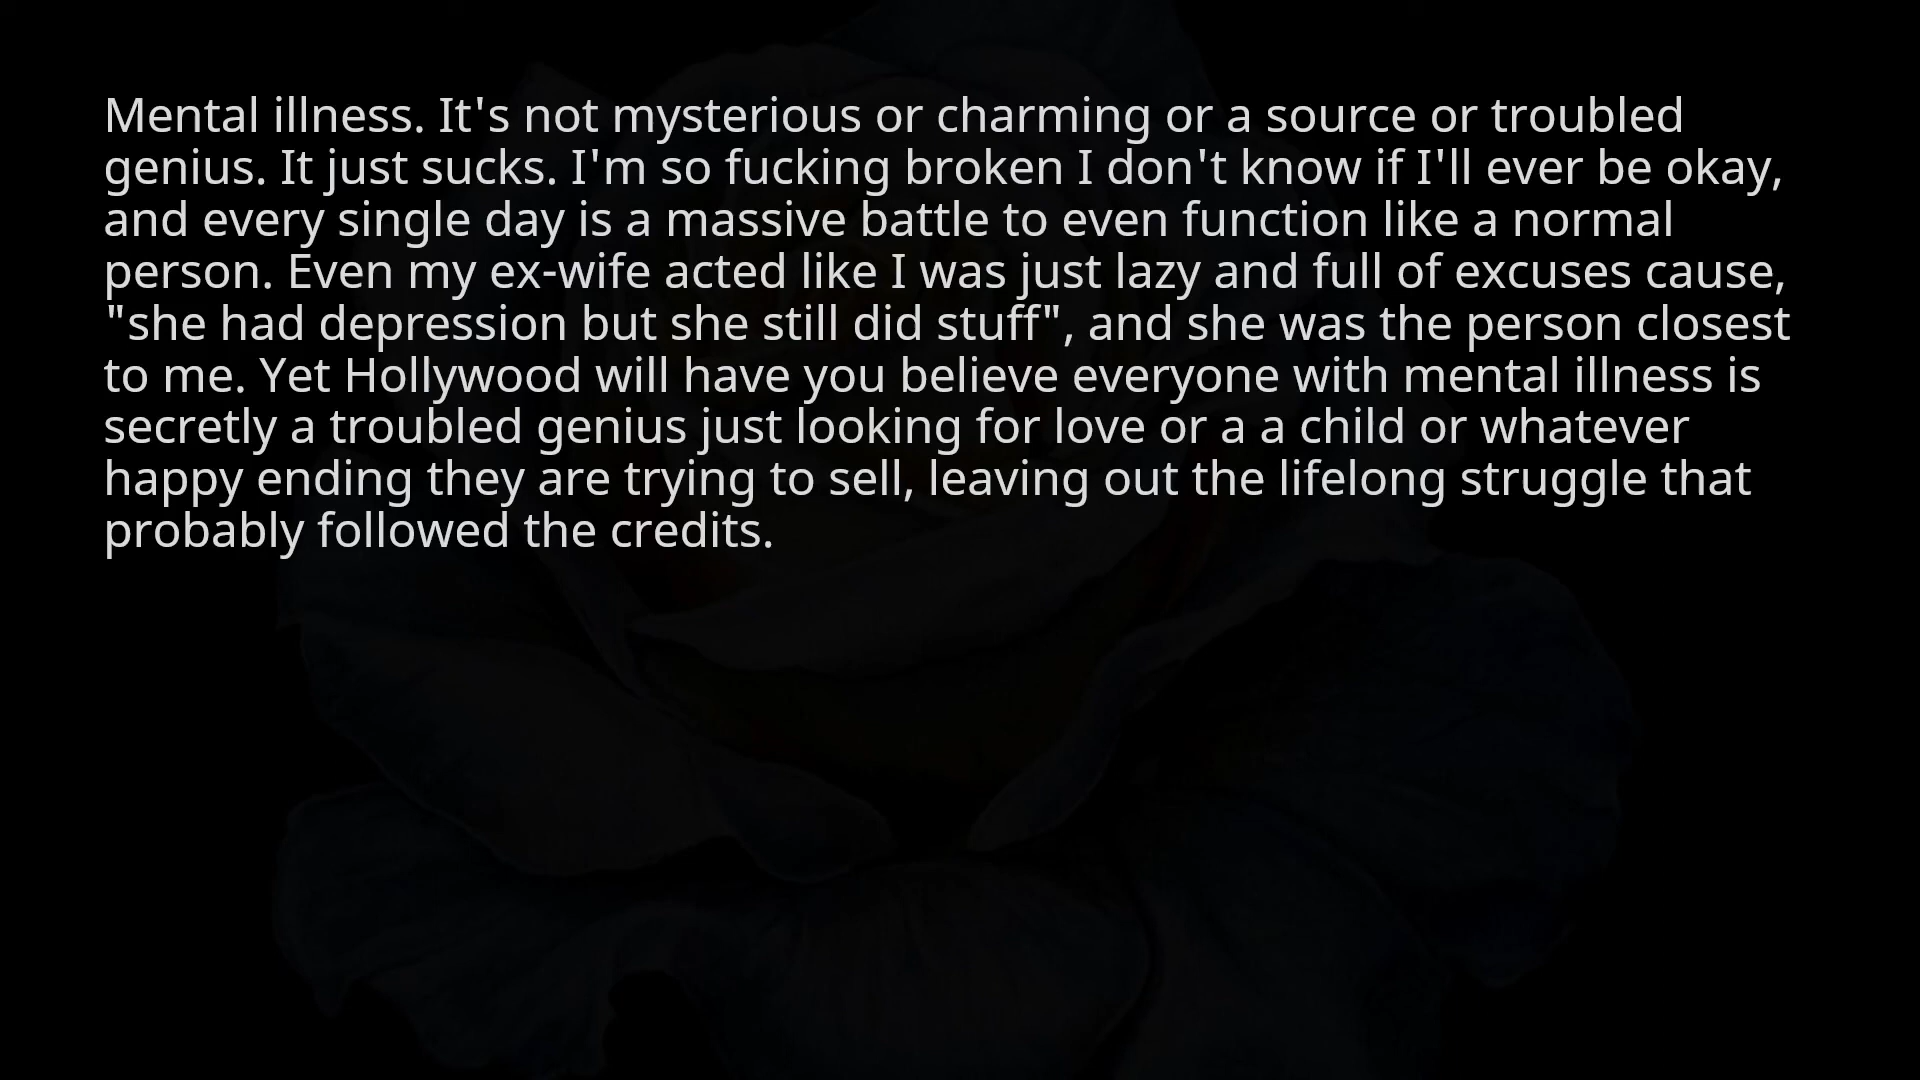 Mental illness. It's not mysterious or charming or a source or troubled
genius. It just sucks. I'm so fucking broken I don't know if I'll ever be okay,
and every single day is a massive battle to even function like a normal
person. Even my ex-wife acted like I was just lazy and full of excuses cause,
"she had depression but she still did stuff", and she was the person closest
to me. Yet Hollywood will have you believe everyone with mental illness is
secretly a troubled genius just looking for love or a a child or whatever
happy ending they are trying to sell, leaving out the lifelong struggle that
probably followed the credits.